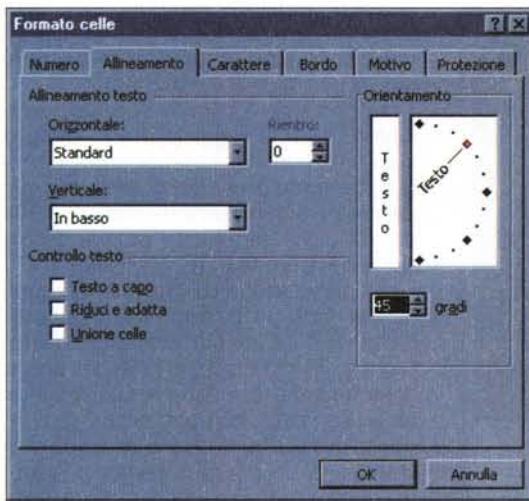 Formato celle
Numero Allineamento Carattere Bordo Motivo Protezione
Allineamento testo
Orizzontale:
Rientro:
Standard
0
Verticale:
In basso
Controllo testo
Testo a capo
Riduci e adatta
Unione celle
Orientamento
Testo
Testo
45 gradi
OK Annulla